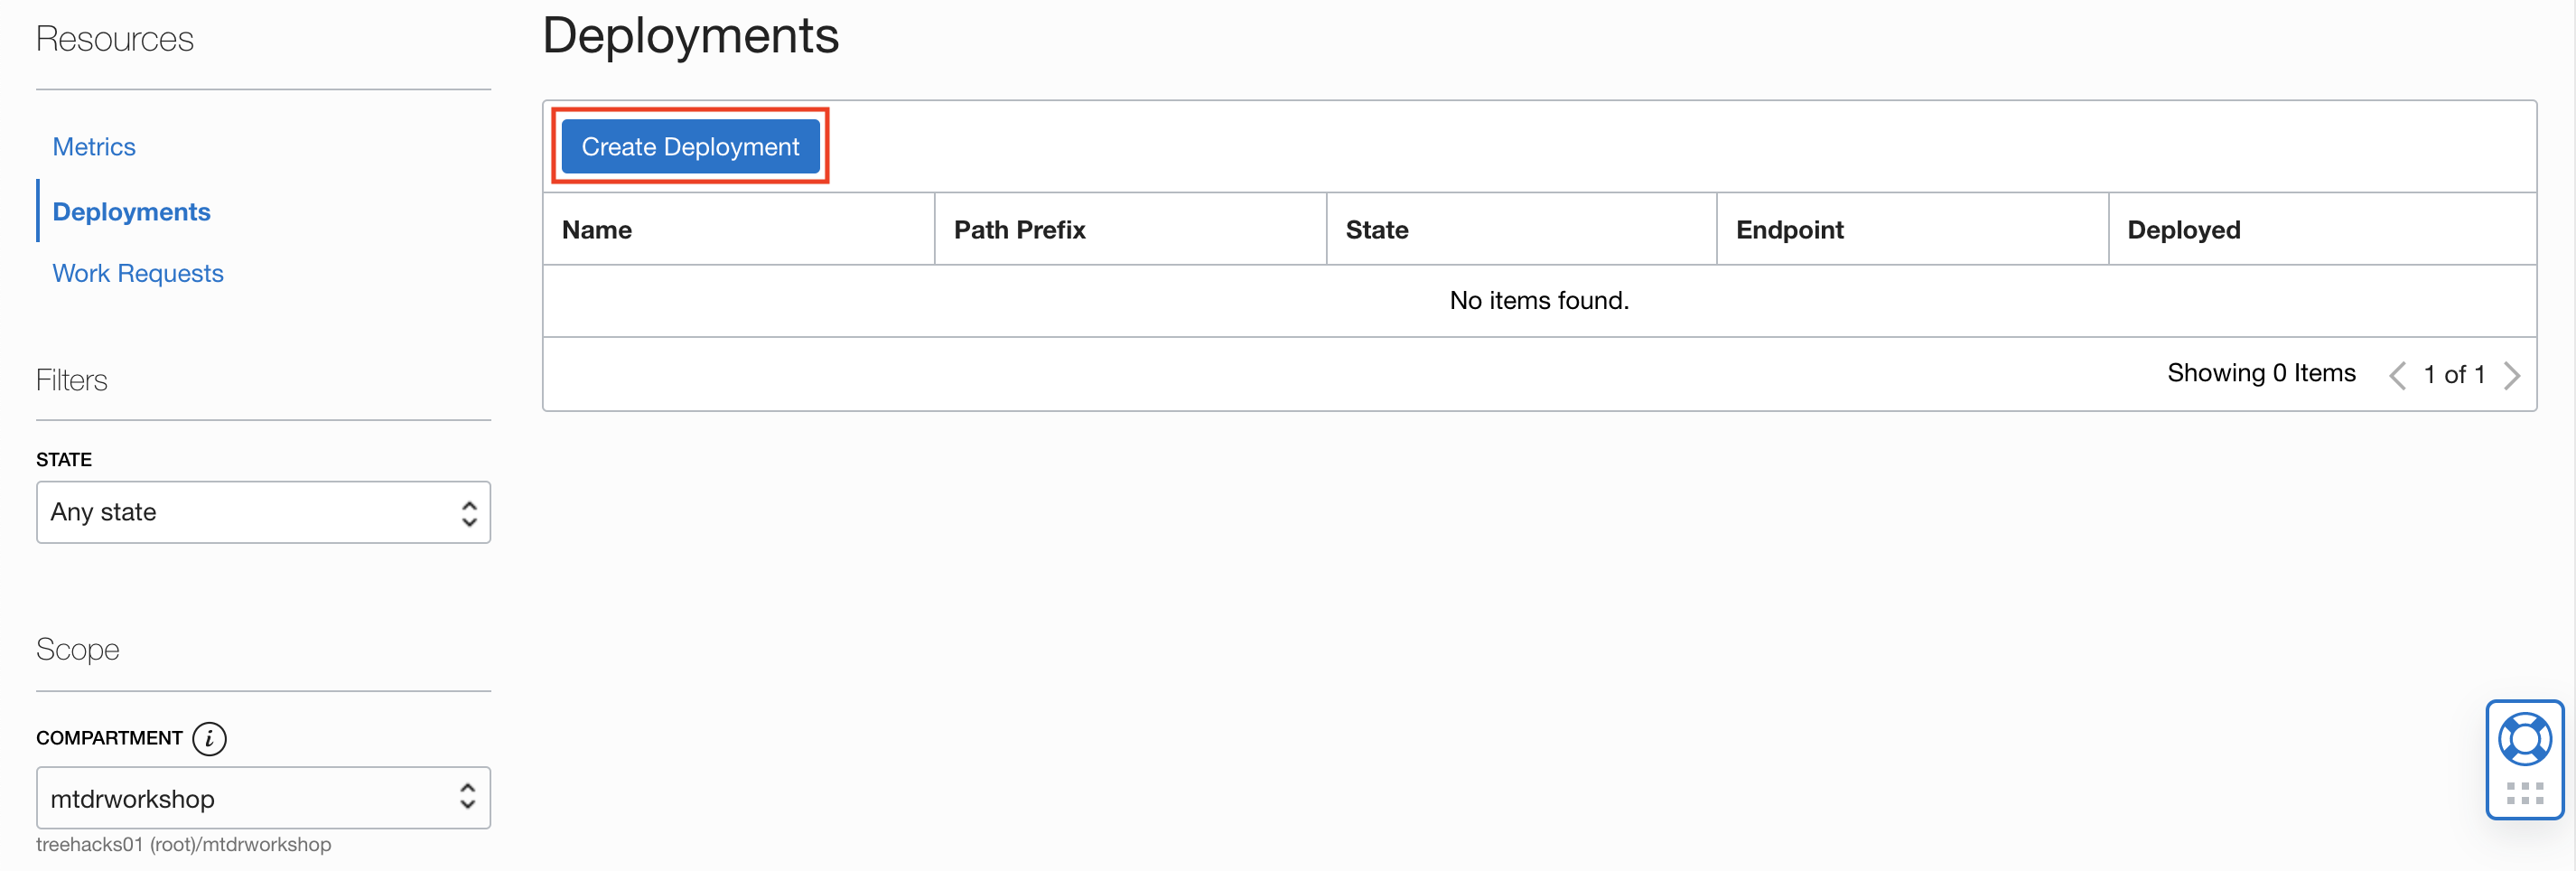 Resources
Metrics
Deployments
Work Requests
Filters
STATE
Any state
Scope
COMPARTMENT i
mtdrworkshop
treehacks01 (root)/mtdrworkshop
Deployments
Create Deployment
Name Path Prefix State Endpoint Deployed
No items found.
Showing 0 Items 1 of 1